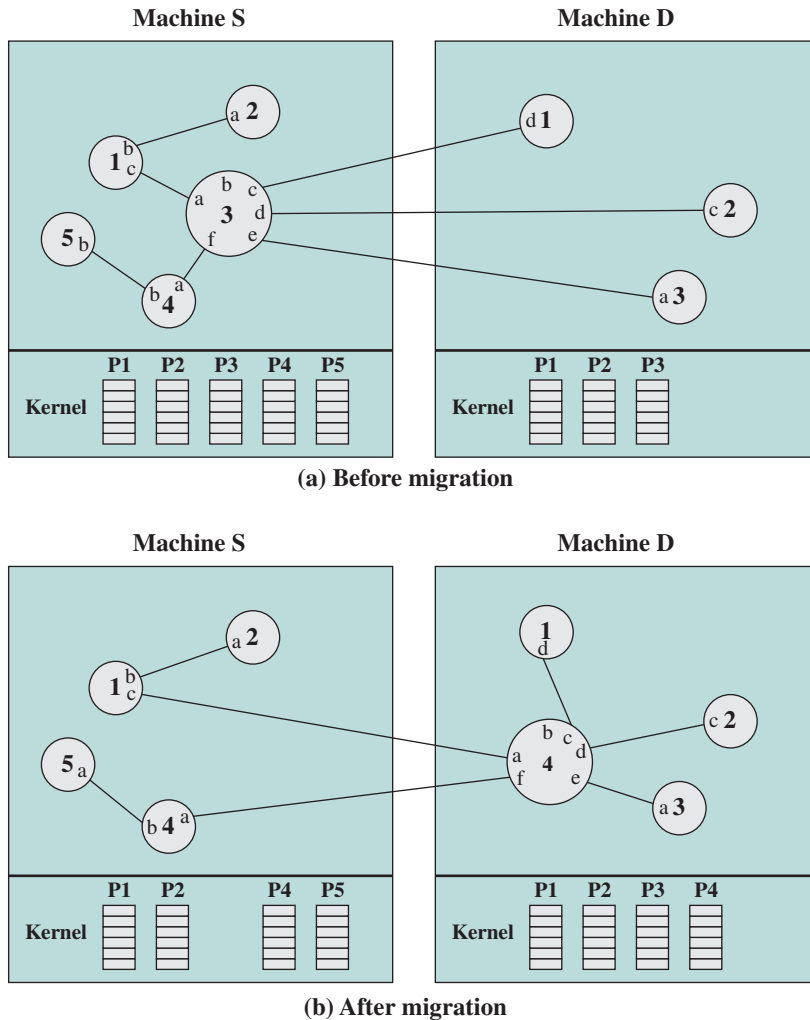 Machine S
Machine D
a 2
b
1
c
b
c
a
3
d
f
e
5 b
a
b
4
d 1
c 2
a 3
P1 P2 P3 P4 P5
Kernel
P1 P2 P3
Kernel
(a) Before migration
Machine S
Machine D
a 2
b
1
c
5 a
a
b 4
1
d
b
c
a
d
4
f
e
c 2
a 3
P1 P2 P4 P5
Kernel
P1 P2 P3 P4
Kernel
(b) After migration